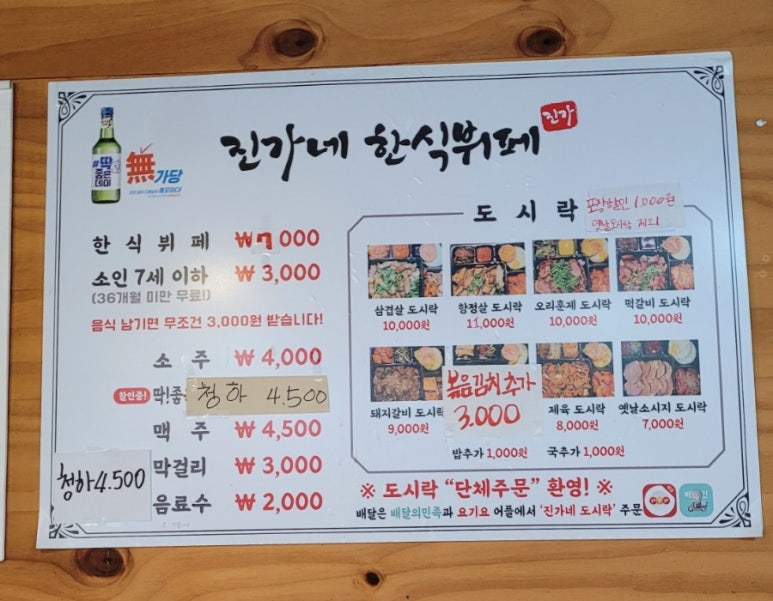 #딱
좋은
데이
無가당
진가네 한식뷔페 진가
한식뷔페 ₩7,000
소인 7세 이하 ₩3,000
(36개월 미만 무료!)
음식 남기면 무조건 3,000원 받습니다!
소주 ₩4,000
할인중! 딱!좋
청하 4.500
맥주 ₩4,500
막걸리 ₩3,000
음료수 ₩2,000
청하4.500
도시락
포장할인 1.000원
옛날도시락 제외
삼겹살 도시락 항정살 도시락 오리훈제 도시락 떡갈비 도시락
10,000원 11,000원 10,000원 10,000원
돼지갈비 도시락 제육 도시락 옛날소시지 도시락
9,000원 8,000원 7,000원
볶음김치추가
3.000
밥추가 1,000원 국추가 1,000원
※ 도시락 "단체주문" 환영! ※
배달은 배달의민족과 요기요 어플에서 '진가네 도시락' 주문